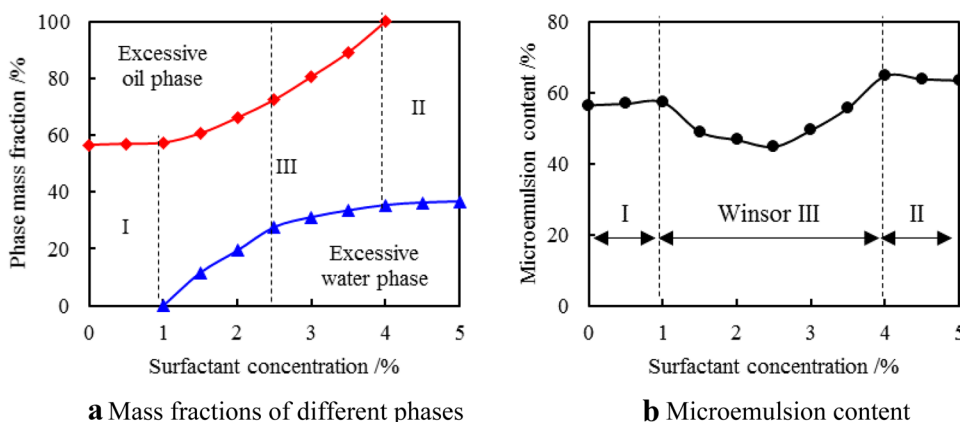 100
80
60
40
20
0
Phase mass fraction /%
Excessive
oil phase
I
III
II
Excessive
water phase
0 1 2 3 4 5
Surfactant concentration /%
a Mass fractions of different phases
80
60
40
20
0
Microemulsion content /%
I Winsor III II
0 1 2 3 4 5
Surfactant concentration /%
b Microemulsion content